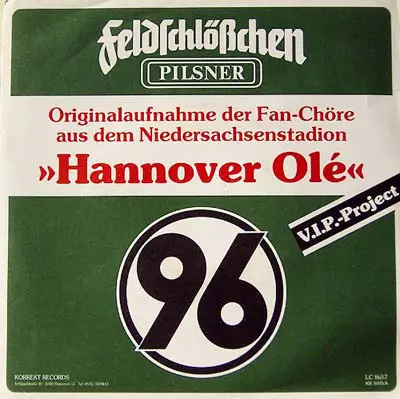 Feldschlößchen
PILSNER
Originalaufnahme der Fan-Chöre
aus dem Niedersachsenstadion
»Hannover Olé«
V.I.P.-Project
96
KORREKT RECORDS
LC 8657